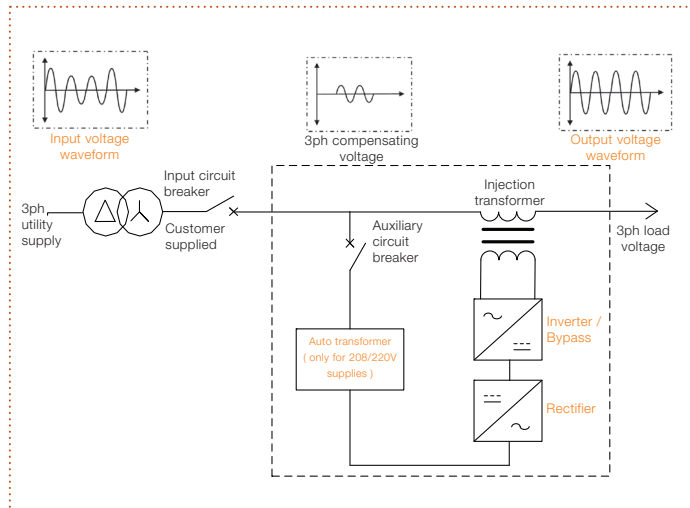 Input voltage
waveform
3ph compensating
voltage
Output voltage
waveform
Input circuit
breaker
Injection
transformer
3ph
utility
supply
Customer
supplied
Auxiliary
circuit
breaker
3ph load
voltage
Auto transformer
( only for 208/220V
supplies )
Inverter /
Bypass
Rectifier